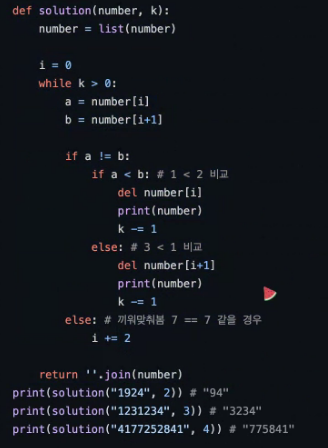 def solution(number, k):
    number = list(number)

    i = 0
    while k > 0:
        a = number[i]
        b = number[i+1]

        if a != b:
            if a < b: # 1 < 2 비교
                del number[i]
                print(number)
                k -= 1
            else: # 3 < 1 비교
                del number[i+1]
                print(number)
                k -= 1
        else: # 끼워맞춰봄 7 == 7 같을 경우
            i += 2

    return ''.join(number)
print(solution("1924", 2)) # "94"
print(solution("1231234", 3)) # "3234"
print(solution("4177252841", 4)) # "775841"